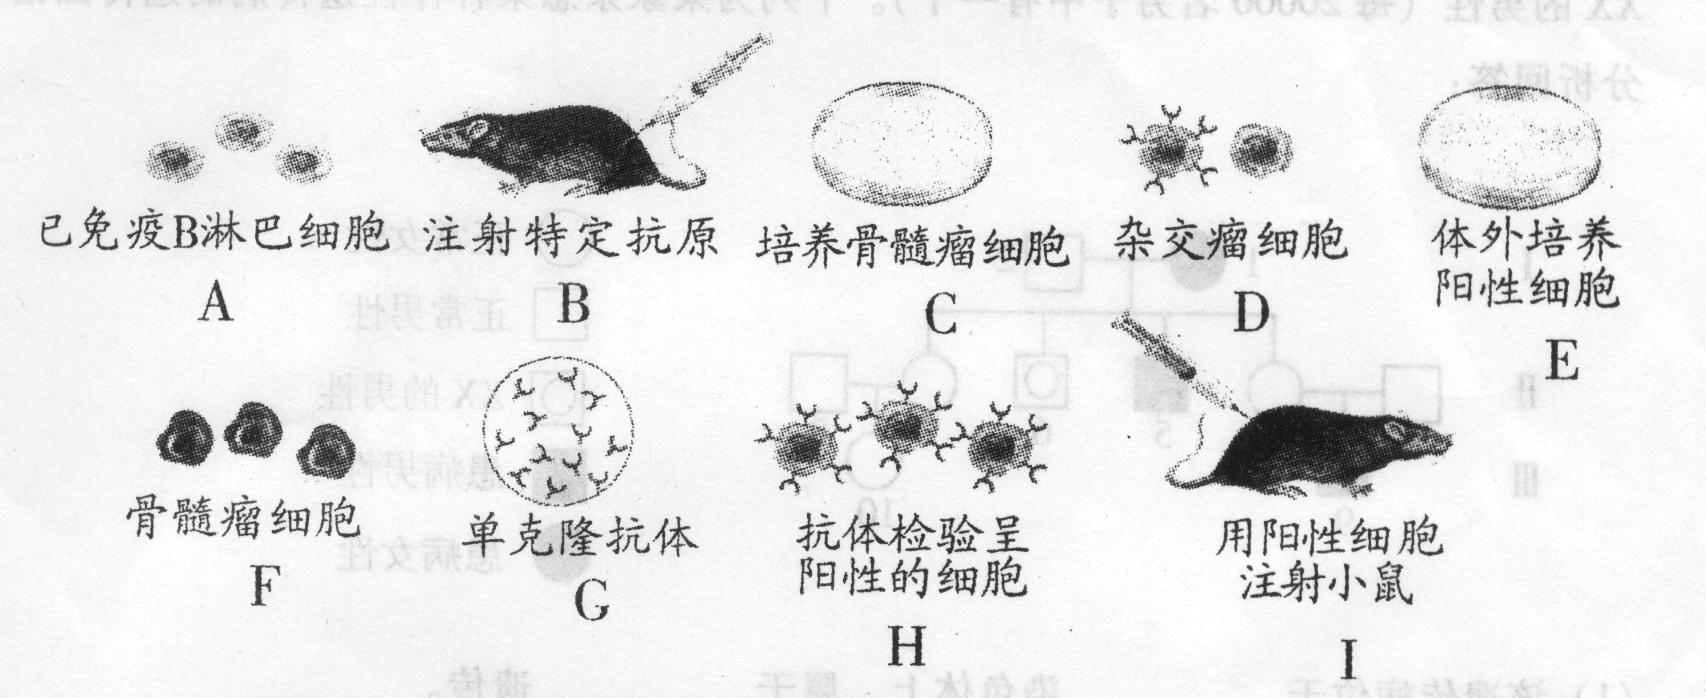 已免疫B淋巴细胞
A
注射特定抗原
B
培养骨髓瘤细胞
C
杂交瘤细胞
D
体外培养
阳性细胞
E
骨髓瘤细胞
F
单克隆抗体
G
抗体检验呈
阳性的细胞
H
用阳性细胞
注射小鼠
I